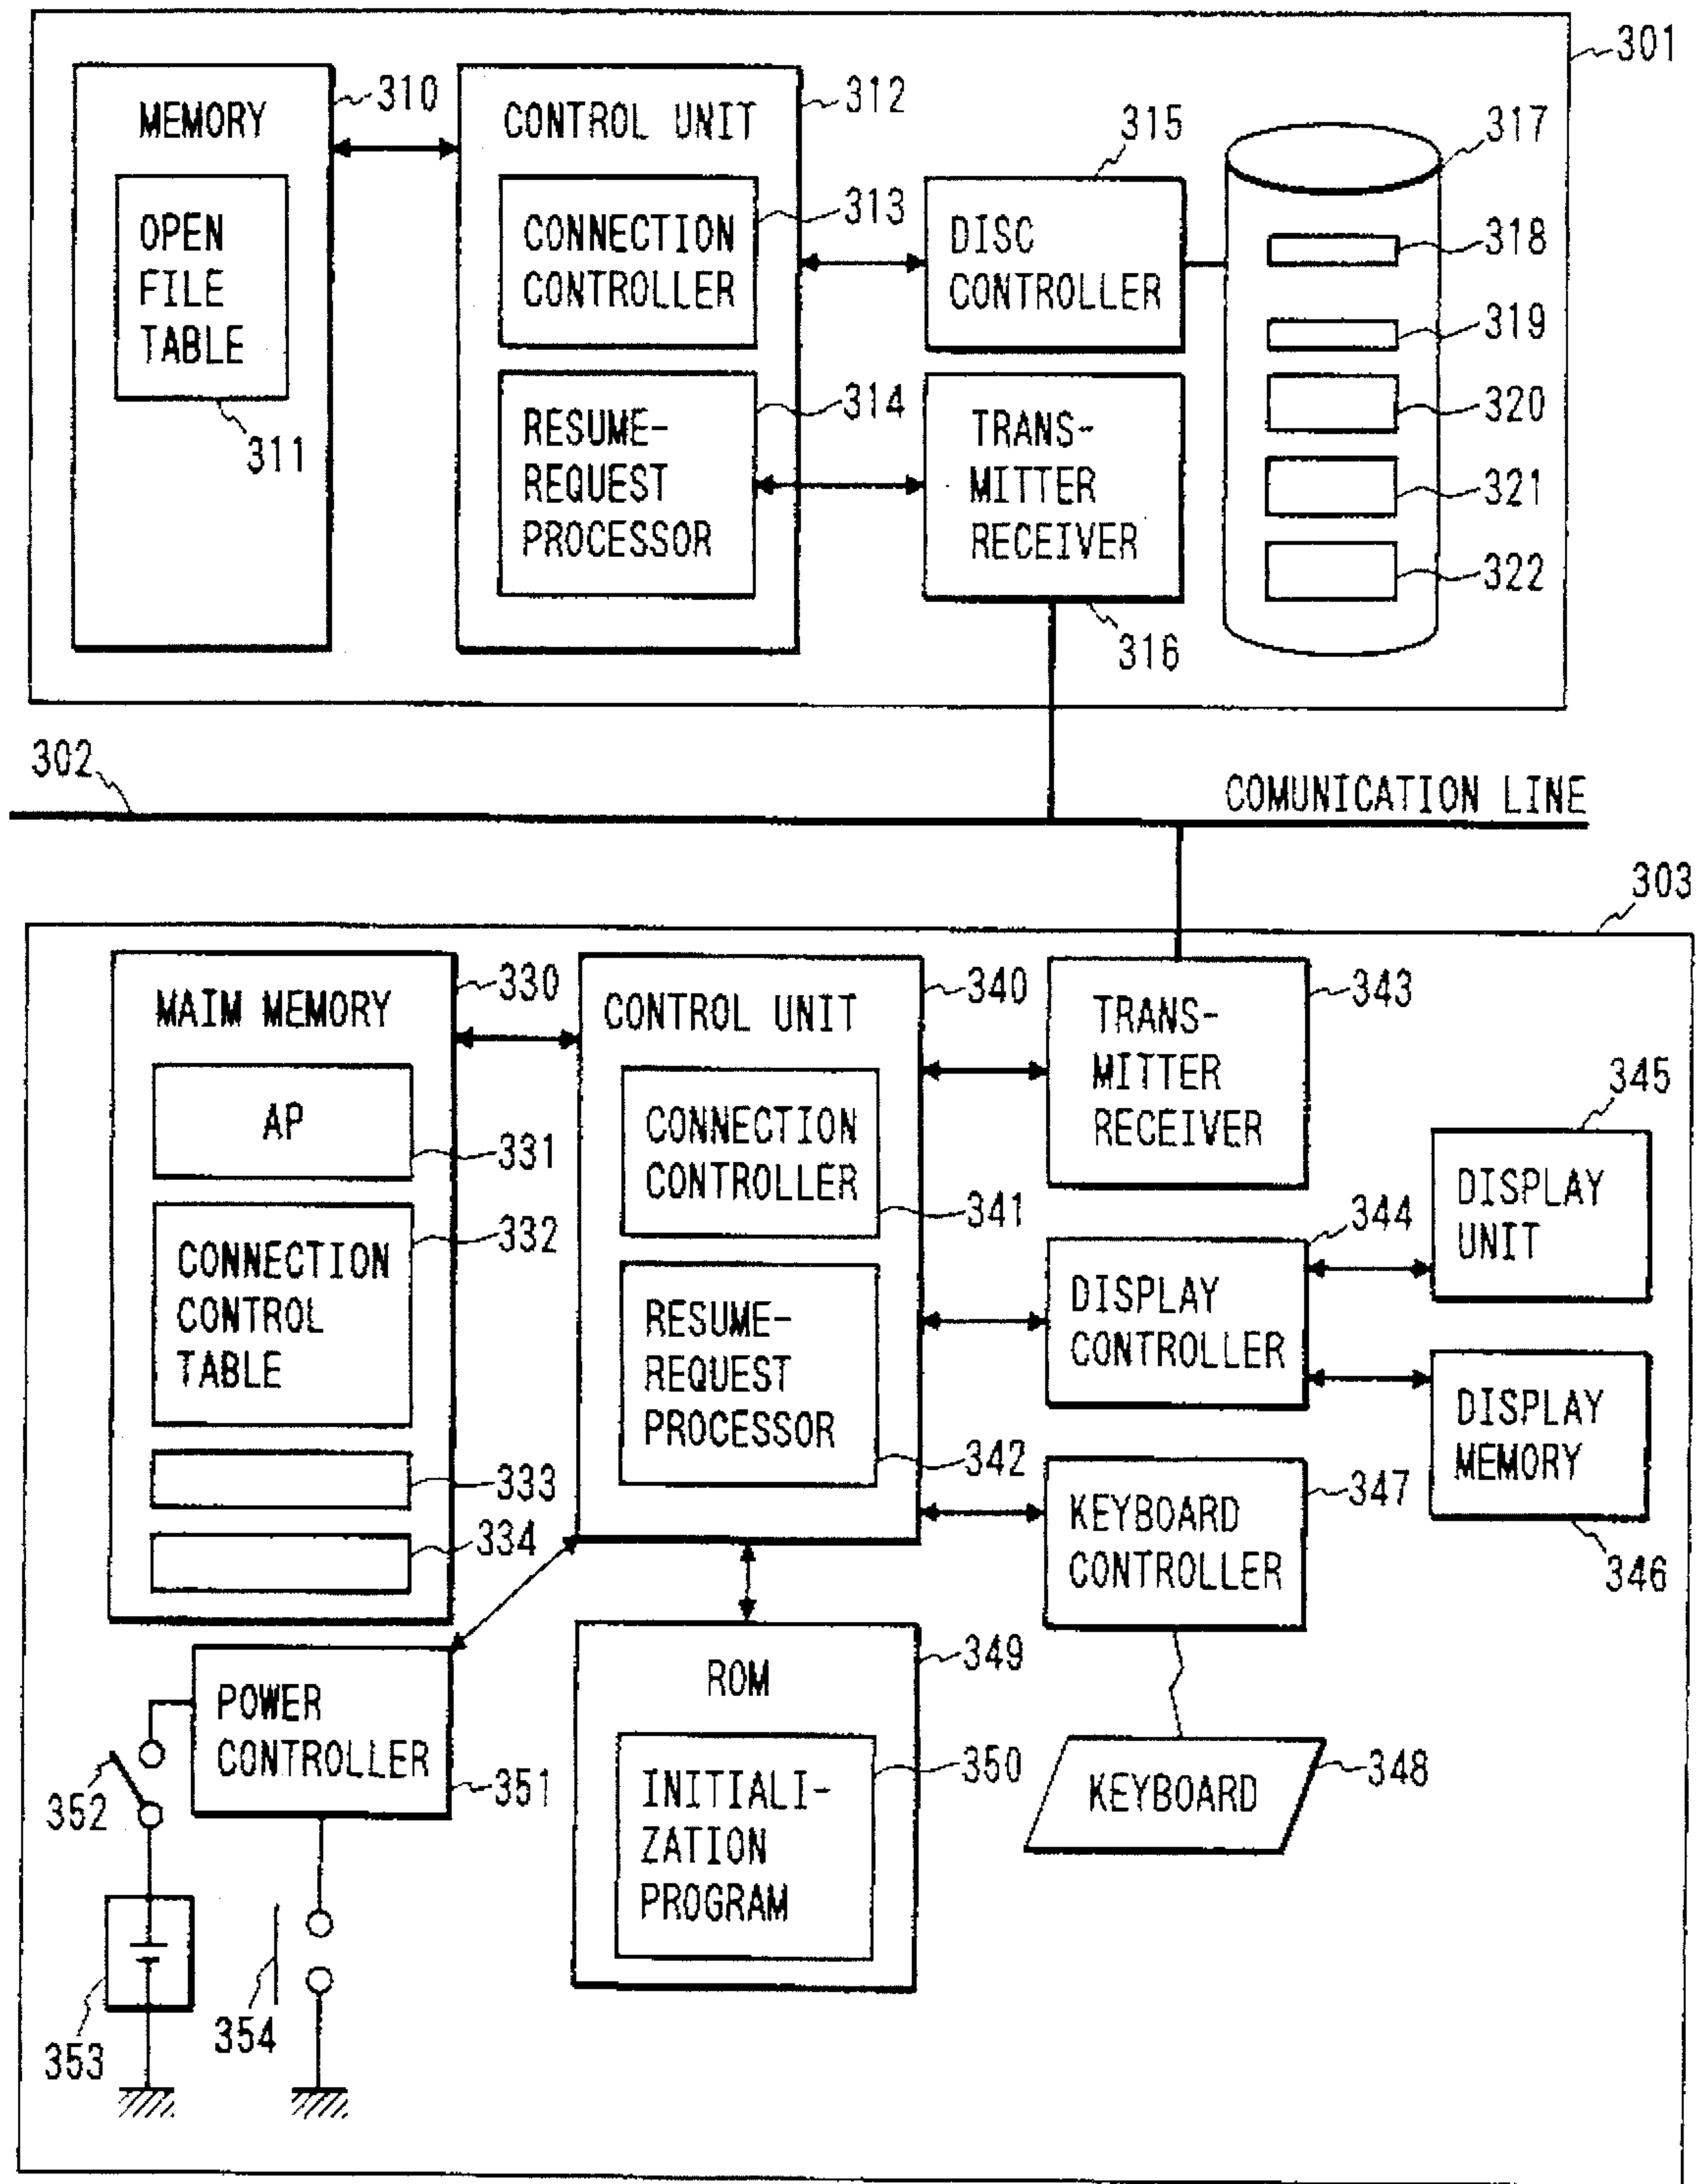 301
MEMORY
310
OPEN
FILE
TABLE
311
CONTROL UNIT
312
CONNECTION
CONTROLLER
313
RESUME-
REQUEST
PROCESSOR
314
DISC
CONTROLLER
315
TRANS-
MITTER
RECEIVER
316
317
318
319
320
321
322
302
COMUNICATION LINE
303
MAIM MEMORY
330
AP
331
CONNECTION
CONTROL
TABLE
332
333
334
CONTROL UNIT
340
CONNECTION
CONTROLLER
341
RESUME-
REQUEST
PROCESSOR
342
TRANS-
MITTER
RECEIVER
343
DISPLAY
CONTROLLER
344
DISPLAY
UNIT
345
DISPLAY
MEMORY
346
KEYBOARD
CONTROLLER
347
KEYBOARD
348
ROM
349
INITIALI-
ZATION
PROGRAM
350
POWER
CONTROLLER
351
352
353
354